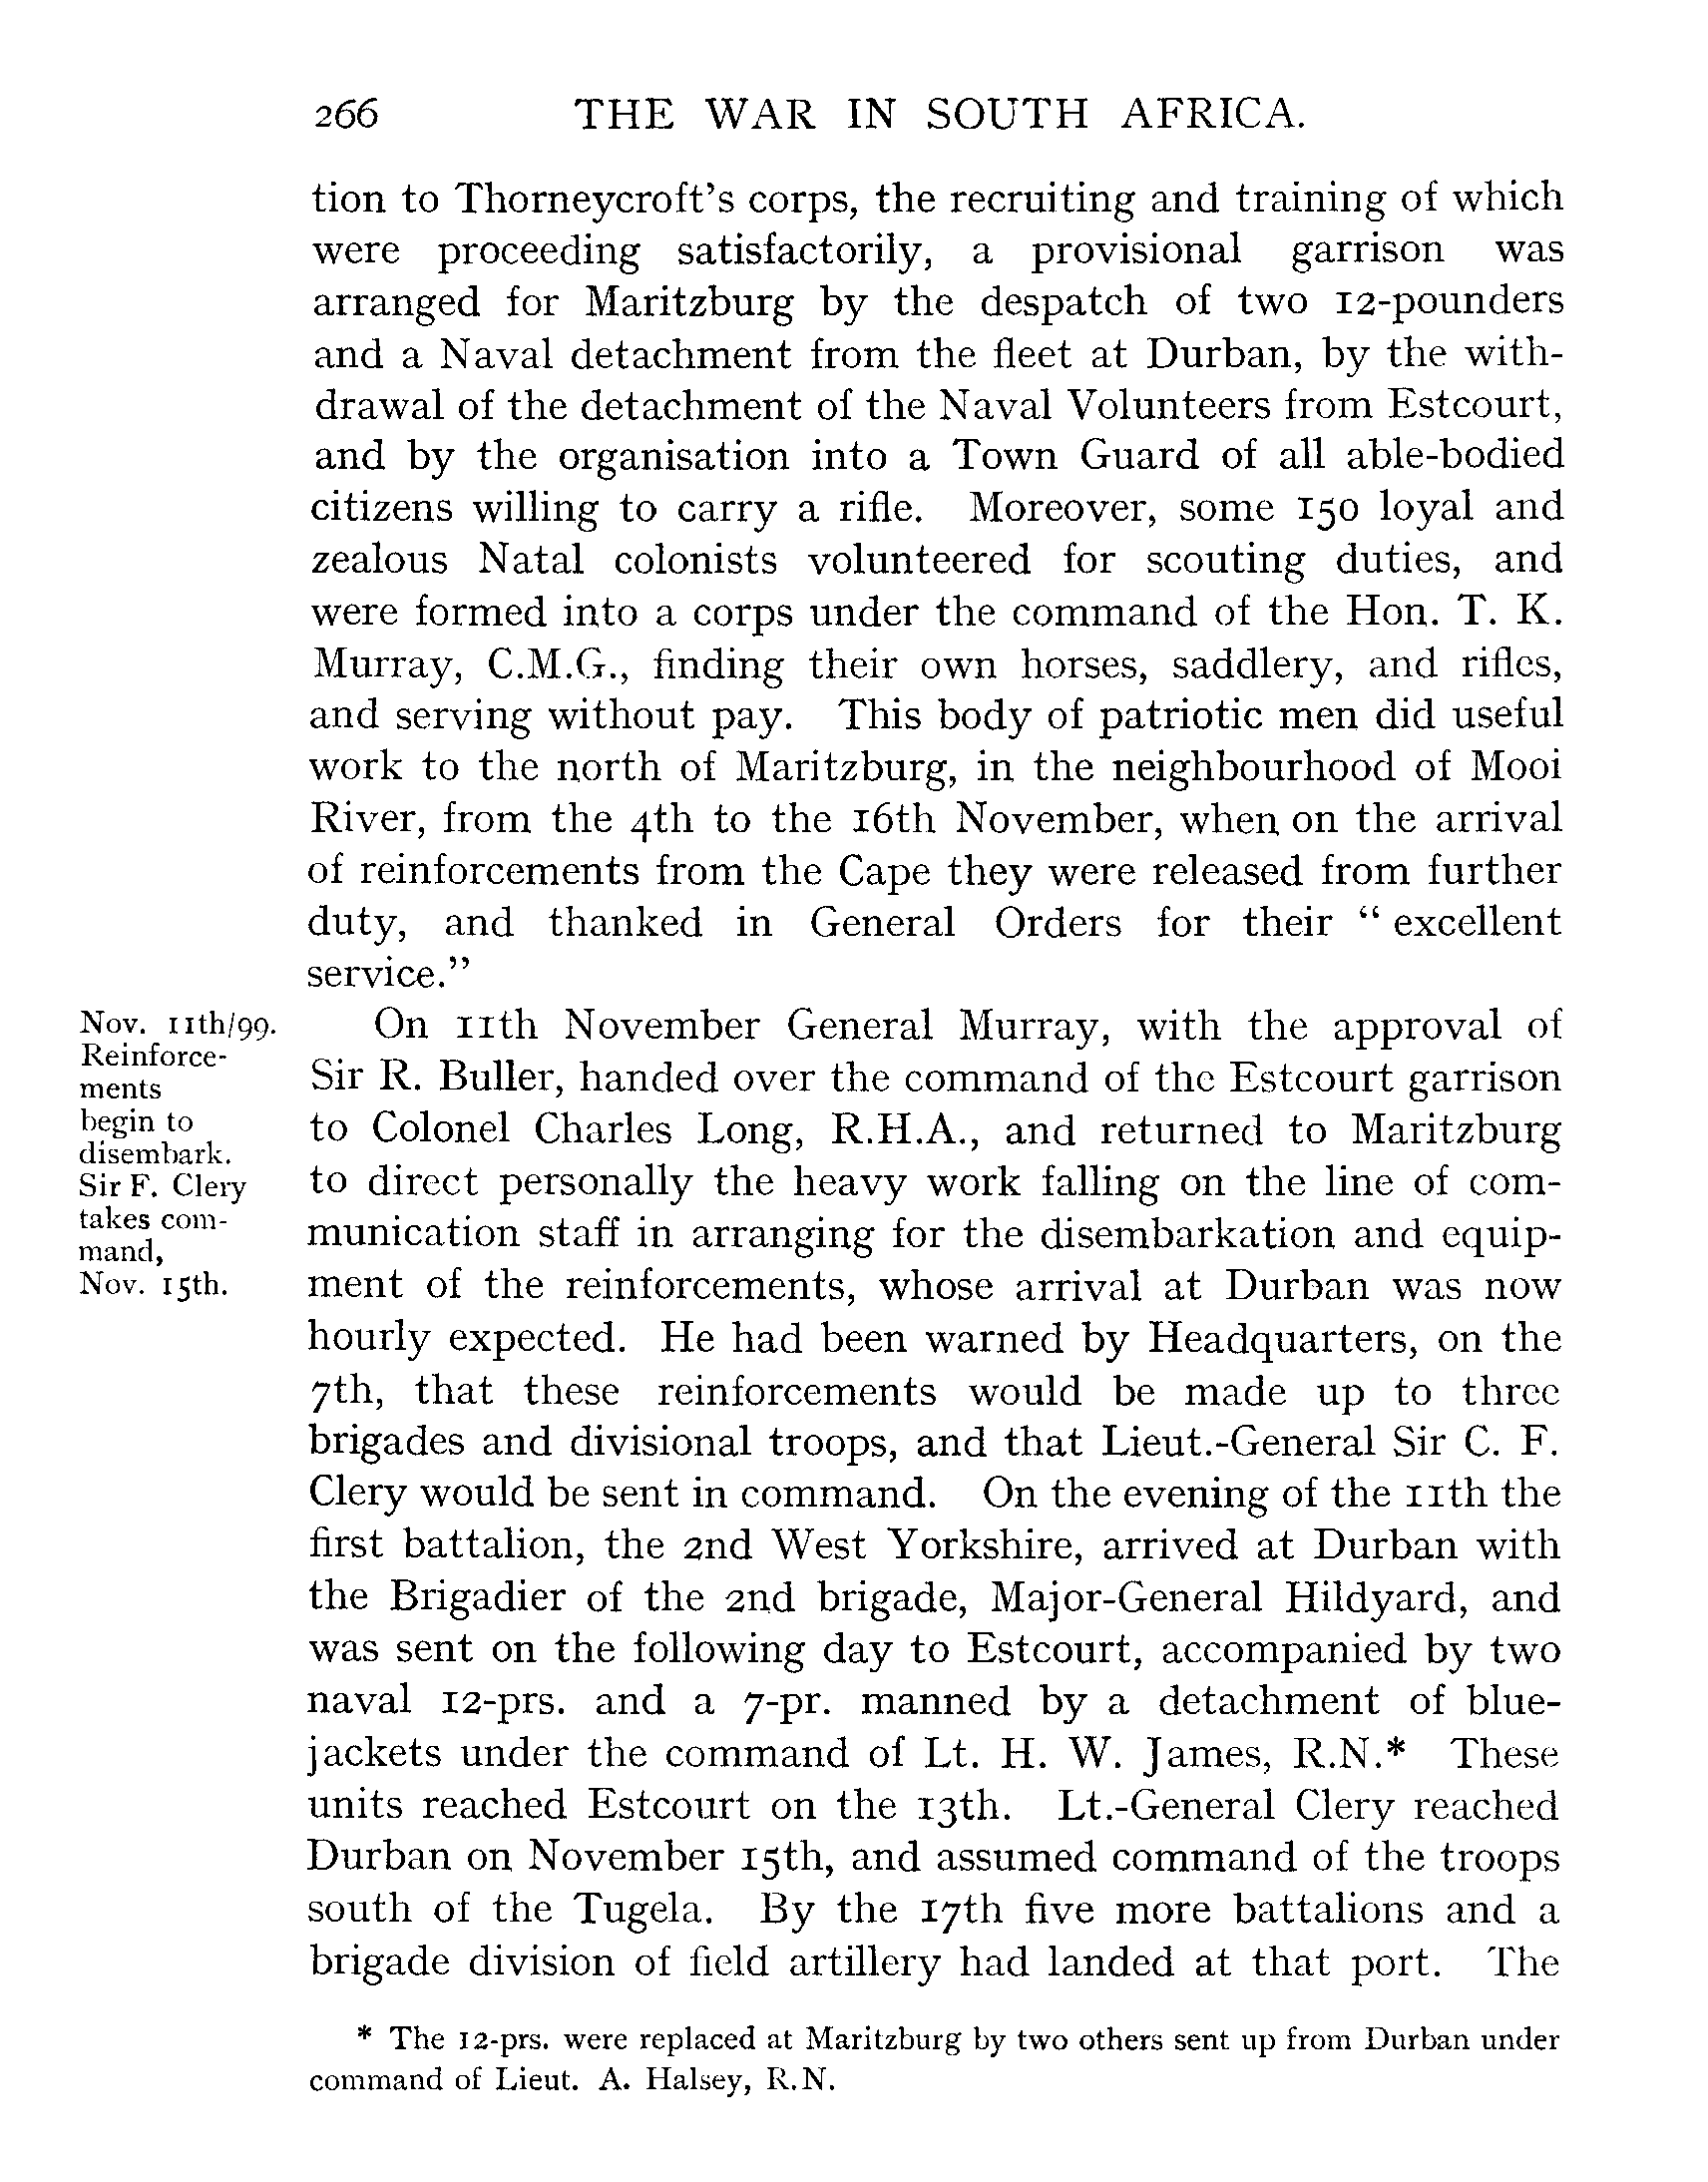 266 THE WAR IN SOUTH AFRICA.
tion to Thorneycroft's corps, the recruiting and training of which
were proceeding satisfactorily, a provisional garrison was
arranged for Maritzburg by the despatch of two 12-pounders
and a Naval detachment from the fleet at Durban, by the with-
drawal of the detachment of the Naval Volunteers from Estcourt,
and by the organisation into a Town Guard of all able-bodied
citizens willing to carry a rifle. Moreover, some 150 loyal and
zealous Natal colonists volunteered for scouting duties, and
were formed into a corps under the command of the Hon. T. K.
Murray, C.M.G., finding their own horses, saddlery, and rifles,
and serving without pay. This body of patriotic men did useful
work to the north of Maritzburg, in the neighbourhood of Mooi
River, from the 4th to the 16th November, when on the arrival
of reinforcements from the Cape they were released from further
duty, and thanked in General Orders for their " excellent
service."
Nov. 11th/99.
Reinforce-
ments
begin to
disembark.
Sir F. Clery
takes com-
mand,
Nov. 15th.
On 11th November General Murray, with the approval of
Sir R. Buller, handed over the command of the Estcourt garrison
to Colonel Charles Long, R.H.A., and returned to Maritzburg
to direct personally the heavy work falling on the line of com-
munication staff in arranging for the disembarkation and equip-
ment of the reinforcements, whose arrival at Durban was now
hourly expected. He had been warned by Headquarters, on the
7th, that these reinforcements would be made up to three
brigades and divisional troops, and that Lieut.-General Sir C. F.
Clery would be sent in command. On the evening of the 11th the
first battalion, the 2nd West Yorkshire, arrived at Durban with
the Brigadier of the 2nd brigade, Major-General Hildyard, and
was sent on the following day to Estcourt, accompanied by two
naval 12-prs. and a 7-pr. manned by a detachment of blue-
jackets under the command of Lt. H. W. James, R.N.* These
units reached Estcourt on the 13th. Lt.-General Clery reached
Durban on November 15th, and assumed command of the troops
south of the Tugela. By the 17th five more battalions and a
brigade division of field artillery had landed at that port. The
* The 12-prs. were replaced at Maritzburg by two others sent up from Durban under
command of Lieut. A. Halsey, R.N.